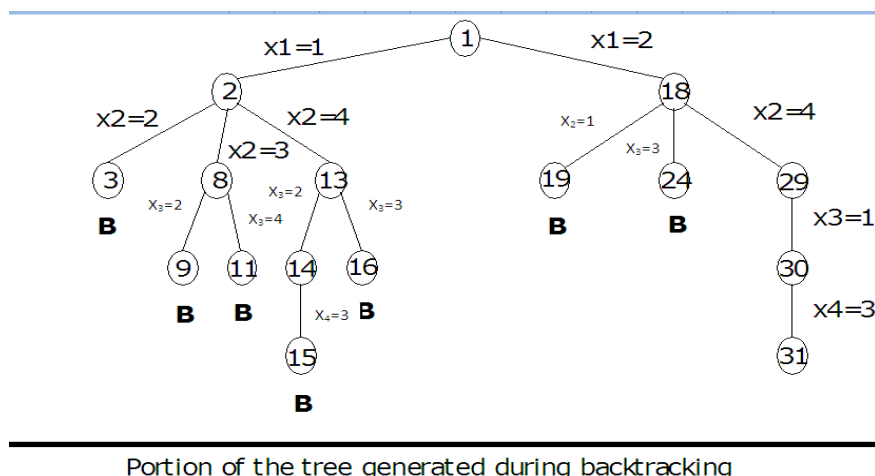 1
x1=1
x1=2
2
18
x2=2
x2=3
x2=4
X₂=1
X₃=3
x2=4
3
8
13
19
24
29
B
X₃=2
X₃=4
X₃=2
X₃=3
B
B
x3=1
9
11
14
16
30
B
B
X₄=3
B
x4=3
15
31
B
Portion of the tree generated during backtracking